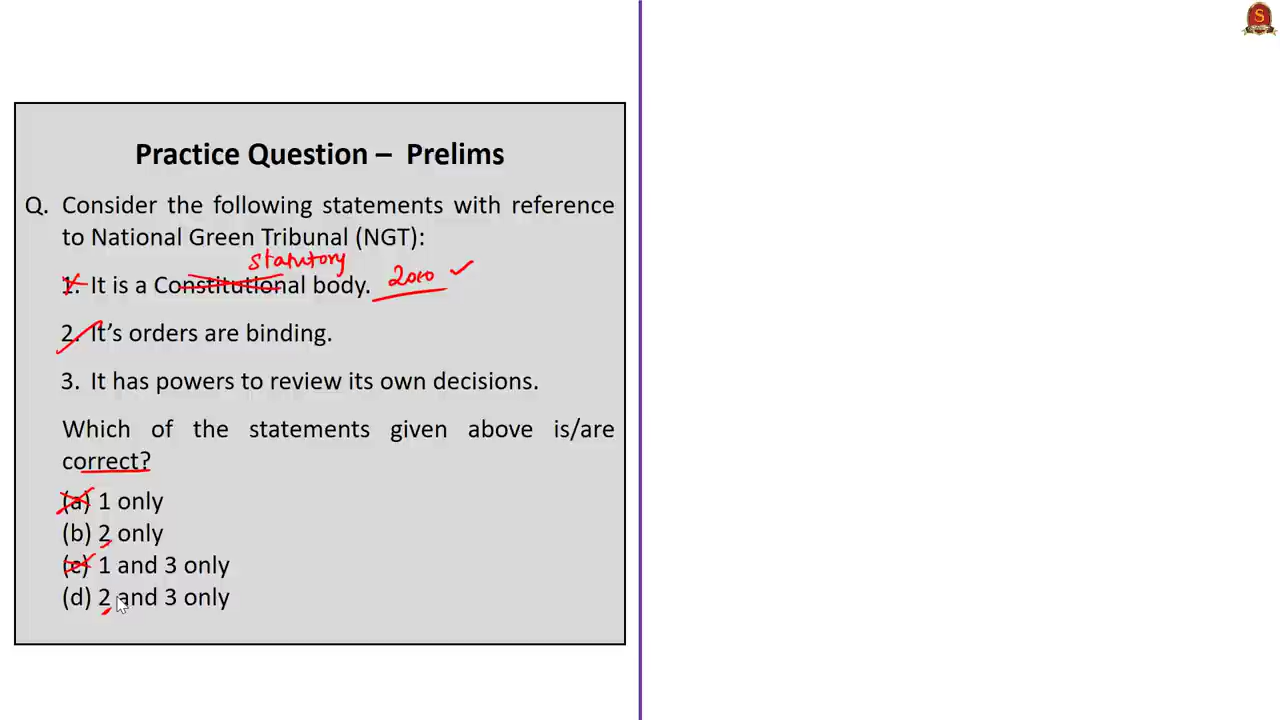 Practice Question – Prelims
Q. Consider the following statements with reference
to National Green Tribunal (NGT):
statutory
1. It is a Constitutional body. 2010
2. It's orders are binding.
3. It has powers to review its own decisions.
Which of the statements given above is/are
correct?
(a) 1 only
(b) 2 only
(c) 1 and 3 only
(d) 2 and 3 only